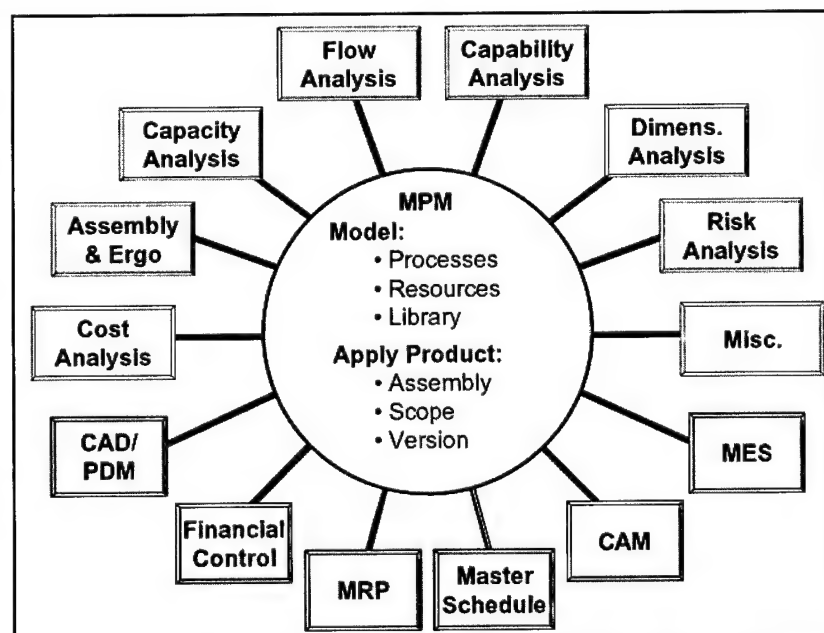 Flow
Analysis
Capability
Analysis
Capacity
Analysis
Dimens.
Analysis
Assembly
& Ergo
Risk
Analysis
Cost
Analysis
Misc.
CAD/
PDM
MES
Financial
Control
CAM
MRP
Master
Schedule
MPM
Model:
• Processes
• Resources
• Library
Apply Product:
• Assembly
• Scope
• Version